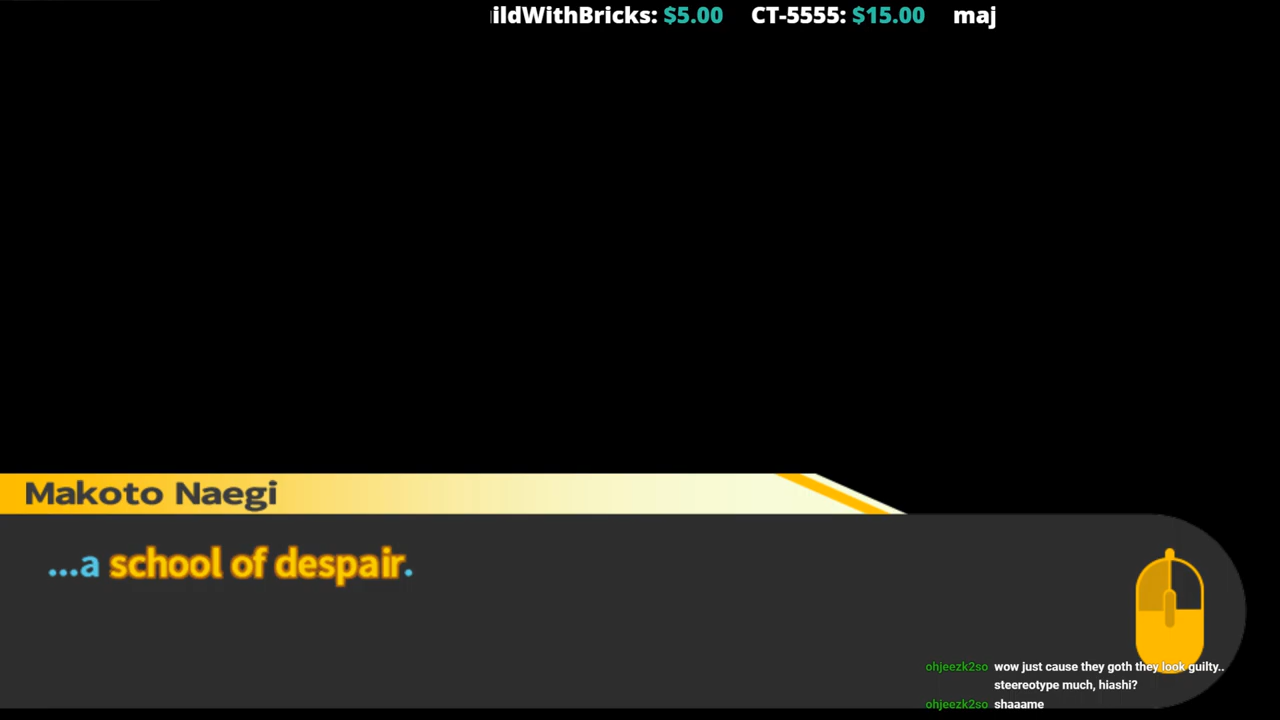 ildWithBricks: $5.00 CT-5555: $15.00 maj
Makoto Naegi
...a school of despair.
ohjeezk2so wow just cause they goth they look guilty..
steereotype much, hiashi?
ohjeezk2so shaaame